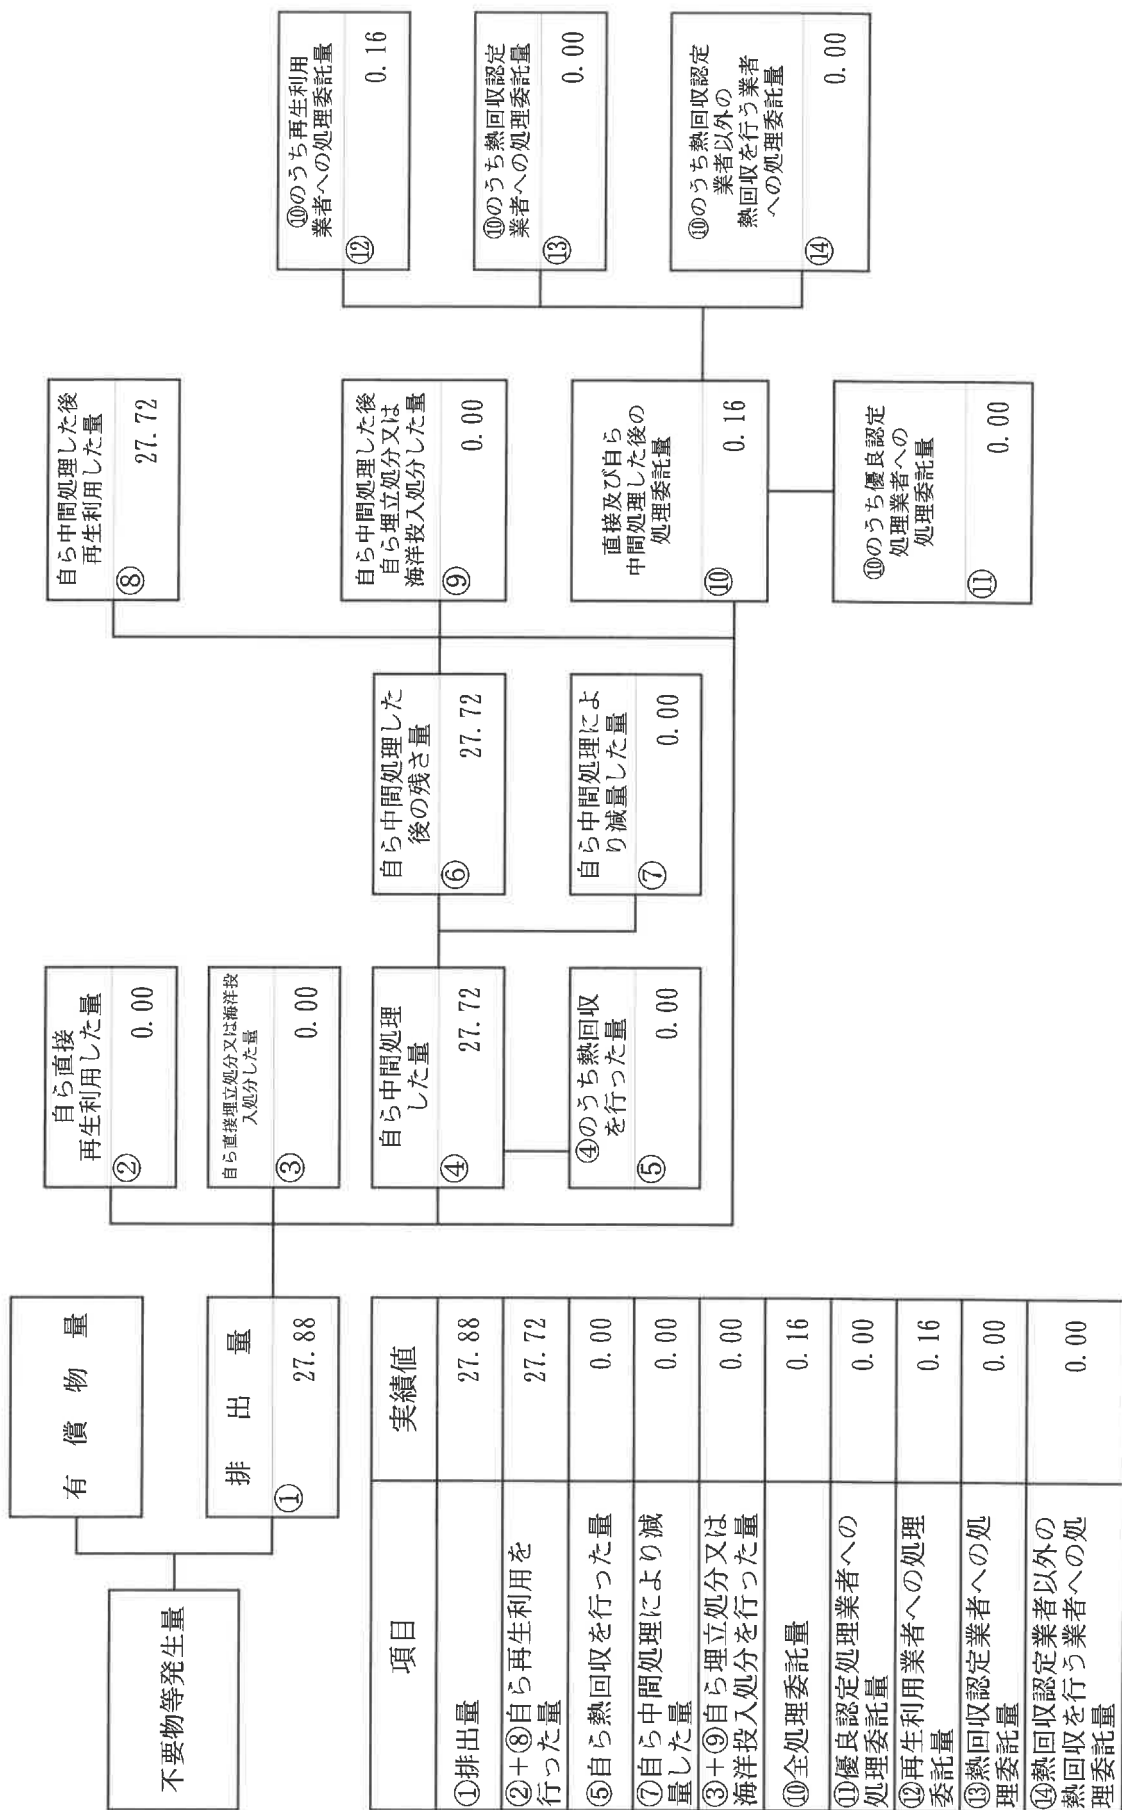 不要物等発生量
有償物量
排出量
① 27.88
自ら直接
再生利用した量
② 0.00
自ら直接埋立処分又は海洋投
入処分した量
③ 0.00
自ら中間処理
した量
④ 27.72
④のうち熱回収
を行った量
⑤ 0.00
自ら中間処理した
後の残さ量
⑥ 27.72
自ら中間処理によ
り減量した量
⑦ 0.00
自ら中間処理した後
再生利用した量
⑧ 27.72
自ら中間処理した後
自ら埋立処分又は
海洋投入処分した量
⑨ 0.00
直接及び自ら
中間処理した後の
処理委託量
⑩ 0.16
⑩のうち優良認定
処理業者への
処理委託量
⑪ 0.00
⑩のうち再生利用
業者への処理委託量
⑫ 0.16
⑩のうち熱回収認定
業者への処理委託量
⑬ 0.00
⑩のうち熱回収認定
業者以外の
熱回収を行う業者
への処理委託量
⑭ 0.00
項目 実績値
①排出量 27.88
②+⑧自ら再生利用を
行った量 27.72
⑤自ら熱回収を行った量 0.00
⑦自ら中間処理により減
量した量 0.00
③+⑨自ら埋立処分又は
海洋投入処分を行った量 0.00
⑩全処理委託量 0.16
⑪優良認定処理業者への
処理委託量 0.00
⑫再生利用業者への処理
委託量 0.16
⑬熱回収認定業者への処
理委託量 0.00
⑭熱回収認定業者以外の
熱回収を行う業者への処
理委託量 0.00